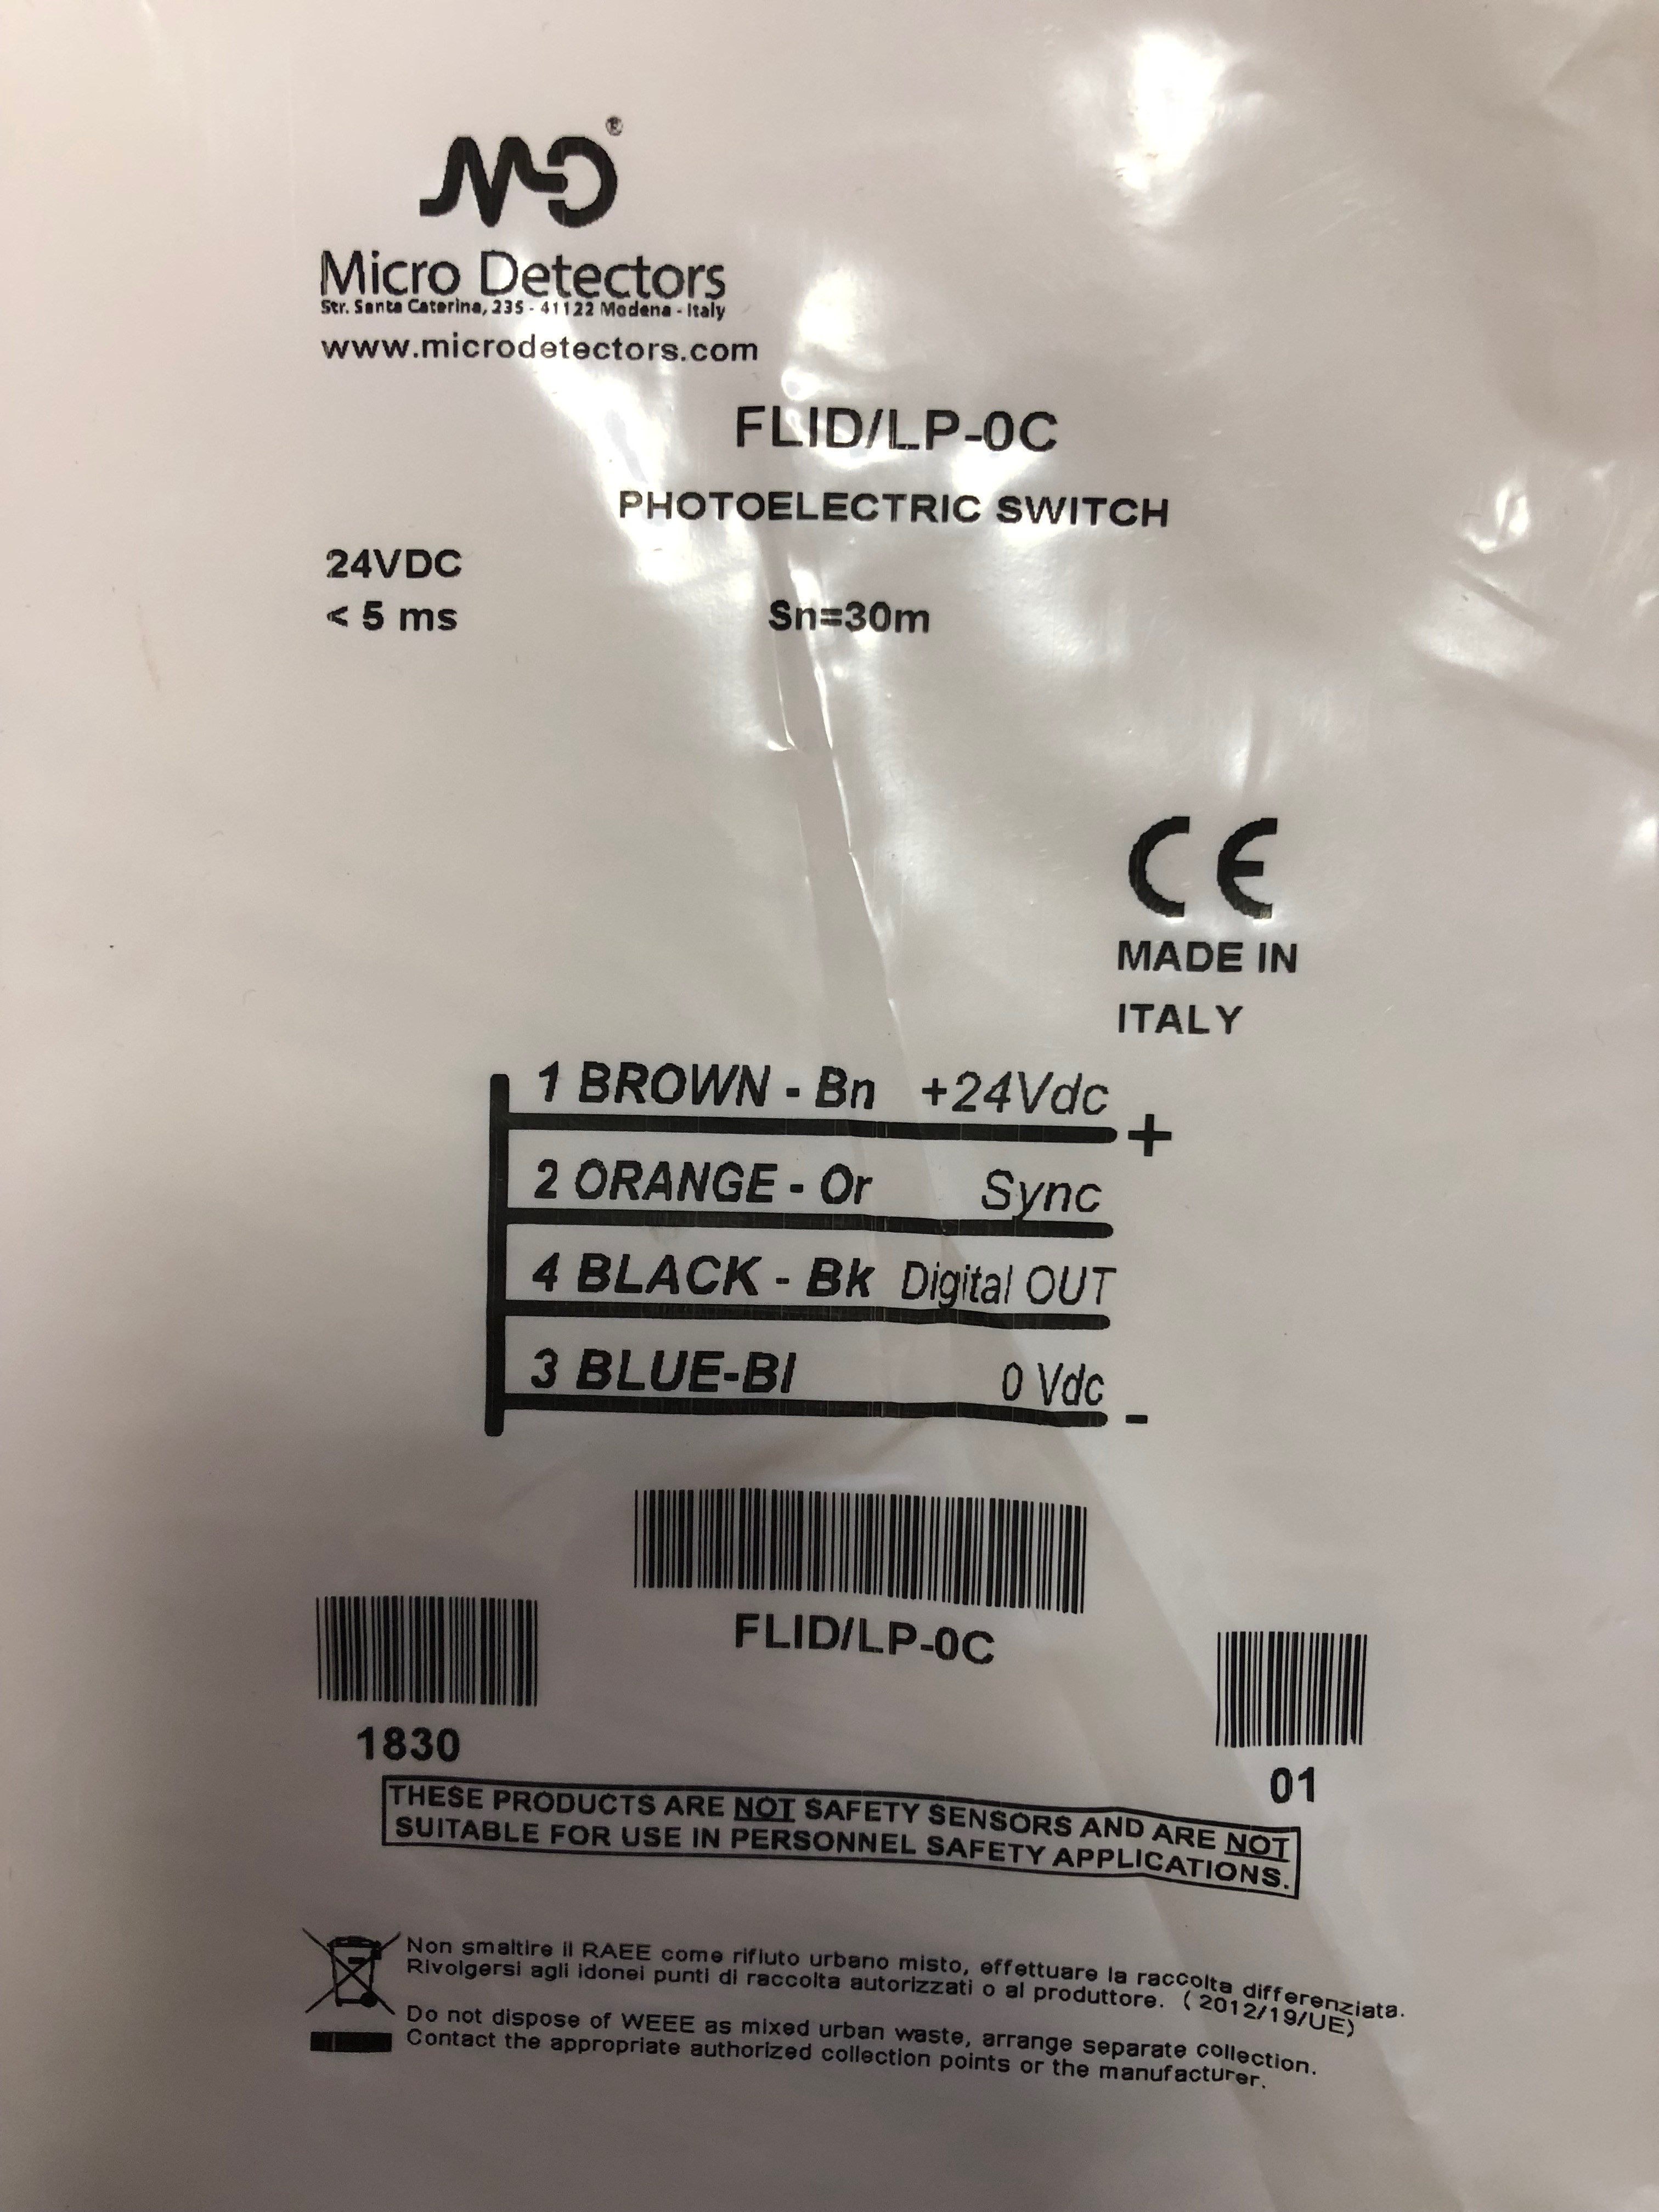 MD®
Micro Detectors
Str. Santa Caterina, 235 - 41122 Modena - Italy
www.microdetectors.com
FLID/LP-0C
PHOTOELECTRIC SWITCH
24VDC
< 5 ms Sn=30m
CE
MADE IN
ITALY
1 BROWN - Bn +24Vdc +
2 ORANGE - Or Sync
4 BLACK - Bk Digital OUT
3 BLUE-Bl 0 Vdc -
FLID/LP-0C
1830
01
THESE PRODUCTS ARE NOT SAFETY SENSORS AND ARE NOT
SUITABLE FOR USE IN PERSONNEL SAFETY APPLICATIONS.
Non smaltire il RAEE come rifiuto urbano misto, effettuare la raccolta differenziata.
Rivolgersi agli idonei punti di raccolta autorizzati o al produttore. ( 2012/19/UE)
Do not dispose of WEEE as mixed urban waste, arrange separate collection.
Contact the appropriate authorized collection points or the manufacturer.